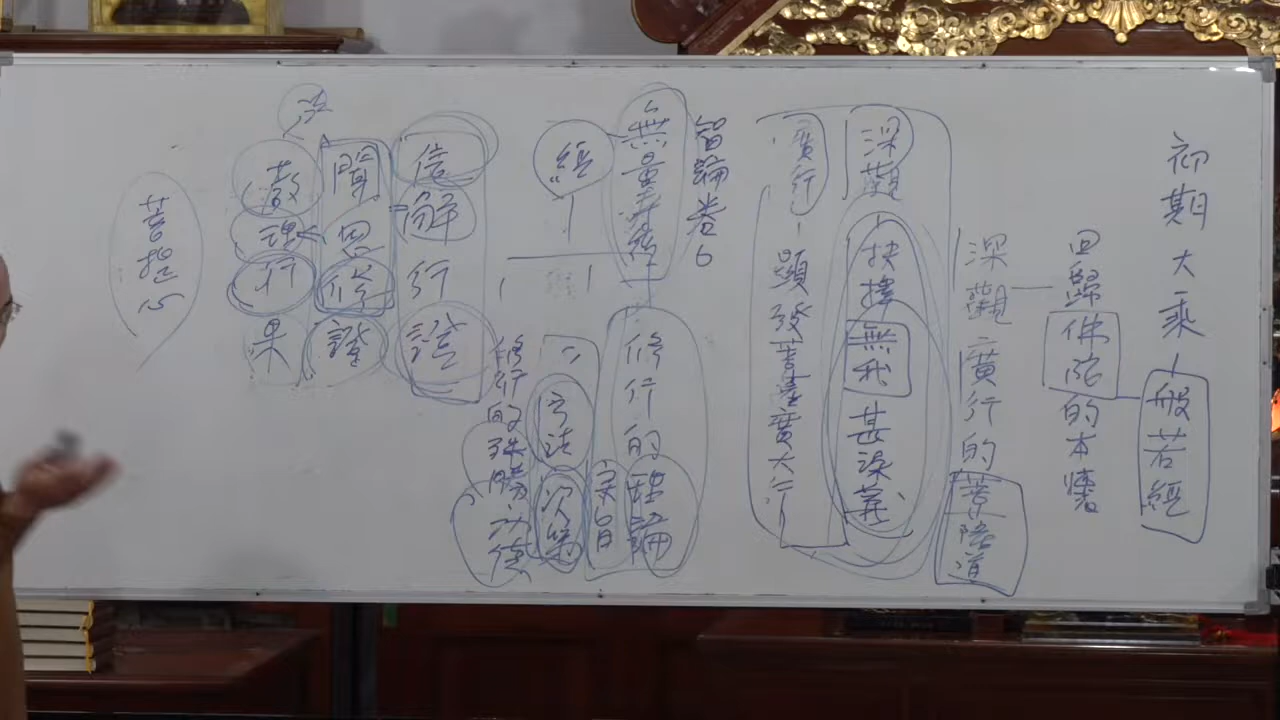 初期大乘—般若經
回歸佛陀的本懷
深觀廣行的菩薩道
深觀—抉擇無我甚深義
廣行—顯發菩薩廣大行
智論卷6
無量壽經
修行的理論
宗旨
經
方法
次第
修行的殊勝功德
信解行證
聞思修證
教理行果
菩提心